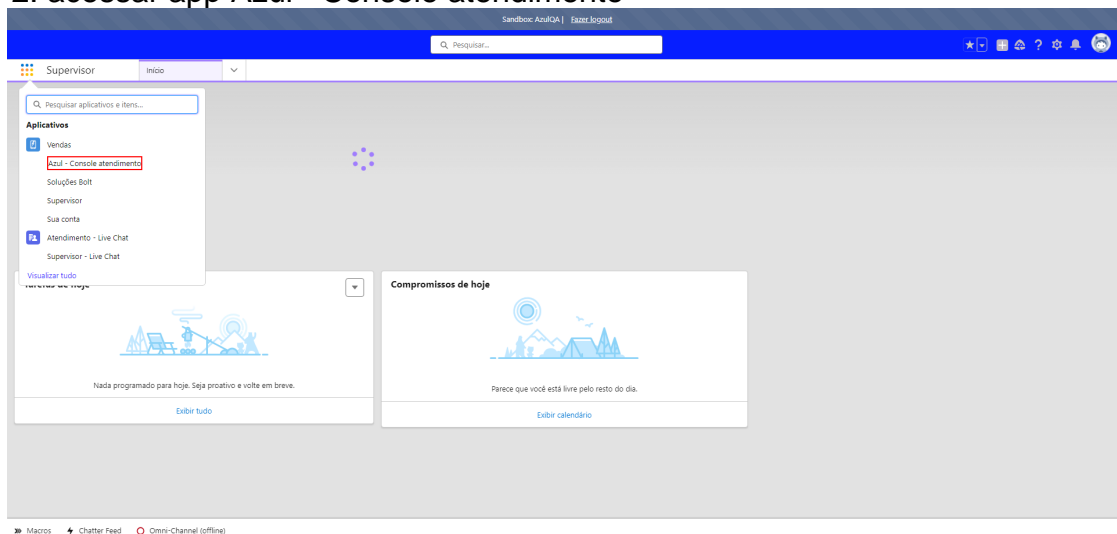 2. acessar app Azul - Console atendimento
Sandbox: AzulQA | Fazer logout
Pesquisar...
Supervisor
Início
Pesquisar aplicativos e itens...
Aplicativos
Vendas
Azul - Console atendimento
Soluções Bolt
Supervisor
Sua conta
Atendimento - Live Chat
Supervisor - Live Chat
Visualizar tudo
Tarefas de hoje
Nada programado para hoje. Seja proativo e volte em breve.
Exibir tudo
Compromissos de hoje
Parece que você está livre pelo resto do dia.
Exibir calendário
Macros
Chatter Feed
Omni-Channel (offline)